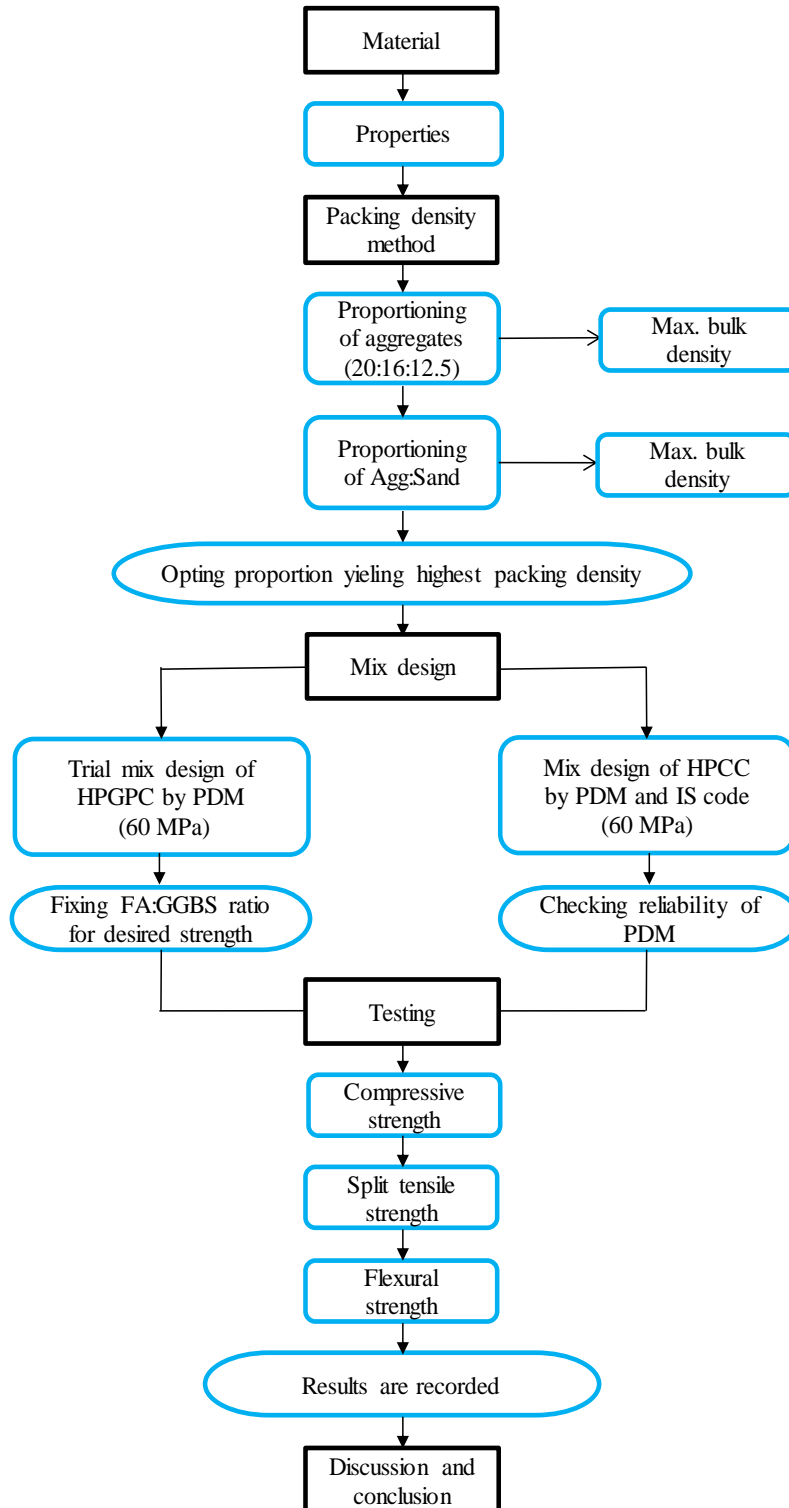 Material
Properties
Packing density
method
Proportioning
of aggregates
(20:16:12.5)
Max. bulk
density
Proportioning
of Agg:Sand
Max. bulk
density
Opting proportion yieling highest packing density
Mix design
Trial mix design of
HPGPC by PDM
(60 MPa)
Mix design of HPCC
by PDM and IS code
(60 MPa)
Fixing FA:GGBS ratio
for desired strength
Checking reliability of
PDM
Testing
Compressive
strength
Split tensile
strength
Flexural
strength
Results are recorded
Discussion and
conclusion